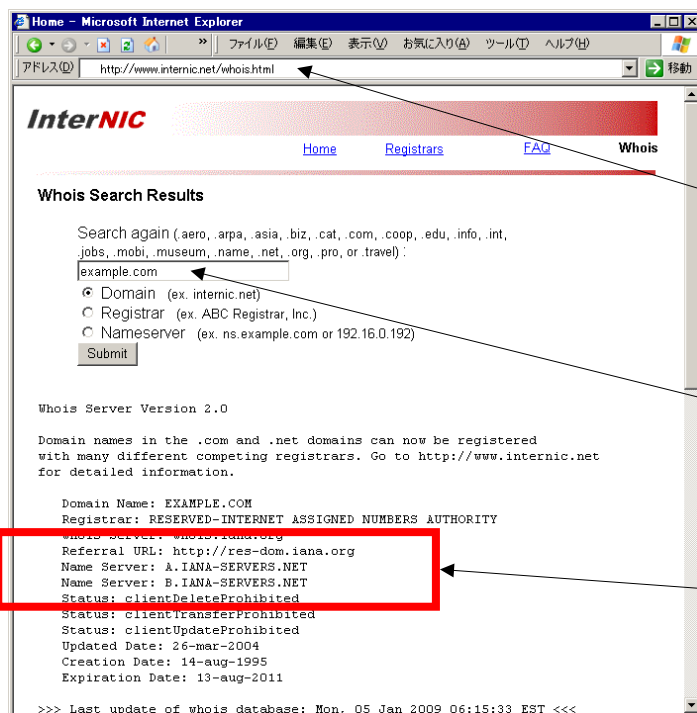 Home - Microsoft Internet Explorer
» ファイル(F) 編集(E) 表示(V) お気に入り(A) ツール(T) ヘルプ(H)
アドレス(D) http://www.internic.net/whois.html 移動
InterNIC
Home Registrars FAQ Whois
Whois Search Results
Search again (.aero, .arpa, .asia, .biz, .cat, .com, .coop, .edu, .info, .int,
.jobs, .mobi, .museum, .name, .net, .org, .pro, or .travel) :
example.com
Domain (ex. internic.net)
Registrar (ex. ABC Registrar, Inc.)
Nameserver (ex. ns.example.com or 192.16.0.192)
Submit
Whois Server Version 2.0
Domain names in the .com and .net domains can now be registered
with many different competing registrars. Go to http://www.internic.net
for detailed information.
Domain Name: EXAMPLE.COM
Registrar: RESERVED-INTERNET ASSIGNED NUMBERS AUTHORITY
Whois Server: whois.iana.org
Referral URL: http://res-dom.iana.org
Name Server: A.IANA-SERVERS.NET
Name Server: B.IANA-SERVERS.NET
Status: clientDeleteProhibited
Status: clientTransferProhibited
Status: clientUpdateProhibited
Updated Date: 26-mar-2004
Creation Date: 14-aug-1995
Expiration Date: 13-aug-2011
>>> Last update of whois database: Mon, 05 Jan 2009 06:15:33 EST <<<